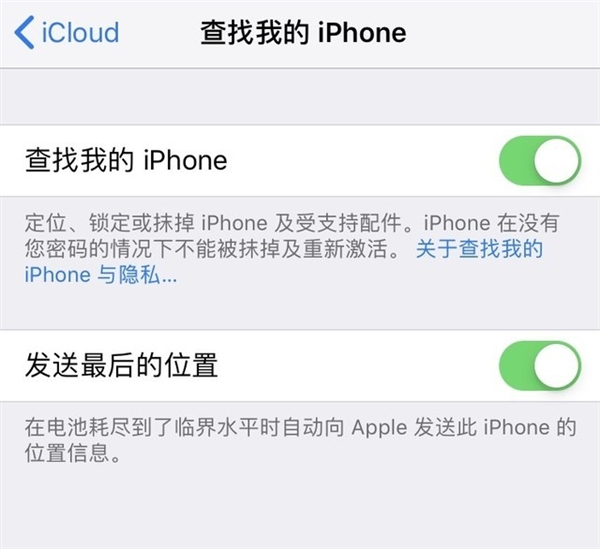 iCloud
查找我的 iPhone
查找我的 iPhone
定位、锁定或抹掉 iPhone 及受支持配件。iPhone 在没有
您密码的情况下不能被抹掉及重新激活。 关于查找我的
iPhone 与隐私...
发送最后的位置
在电池耗尽到了临界水平时自动向 Apple 发送此 iPhone 的
位置信息。